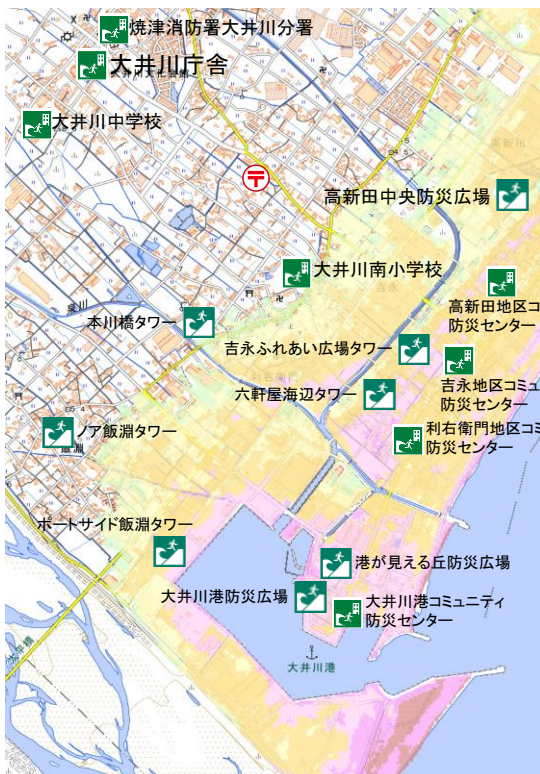 焼津消防署大井川分署
大井川庁舎
大井川中学校
高新田中央防災広場
大井川南小学校
高新田地区コ
防災センター
本川橋タワー
吉永ふれあい広場タワー
吉永地区コミュ
防災センター
六軒屋海辺タワー
ノア飯淵タワー
利右衛門地区コミ
防災センター
飯淵
ポートサイド飯淵タワー
港が見える丘防災広場
大井川港防災広場
大井川港コミュニティ
防災センター
太平橋
大井川港